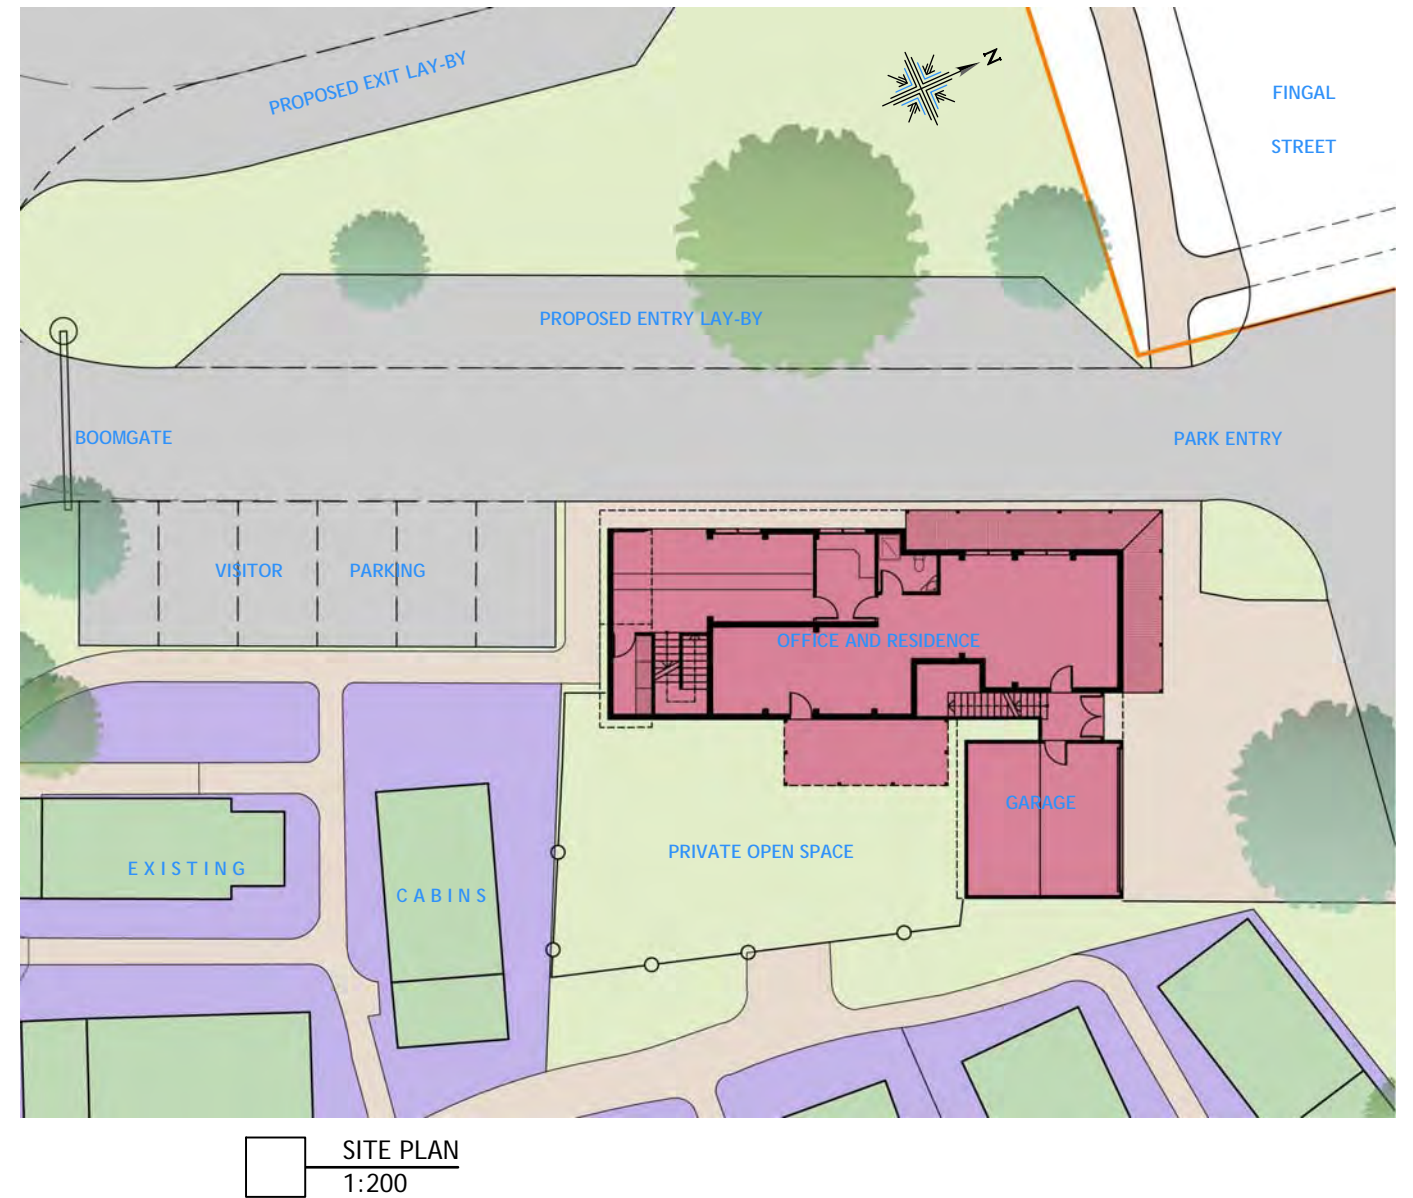 PROPOSED EXIT LAY-BY
N
FINGAL
STREET
PROPOSED ENTRY LAY-BY
BOOMGATE
PARK ENTRY
VISITOR PARKING
OFFICE AND RESIDENCE
GARAGE
PRIVATE OPEN SPACE
EXISTING
CABINS
SITE PLAN
1:200